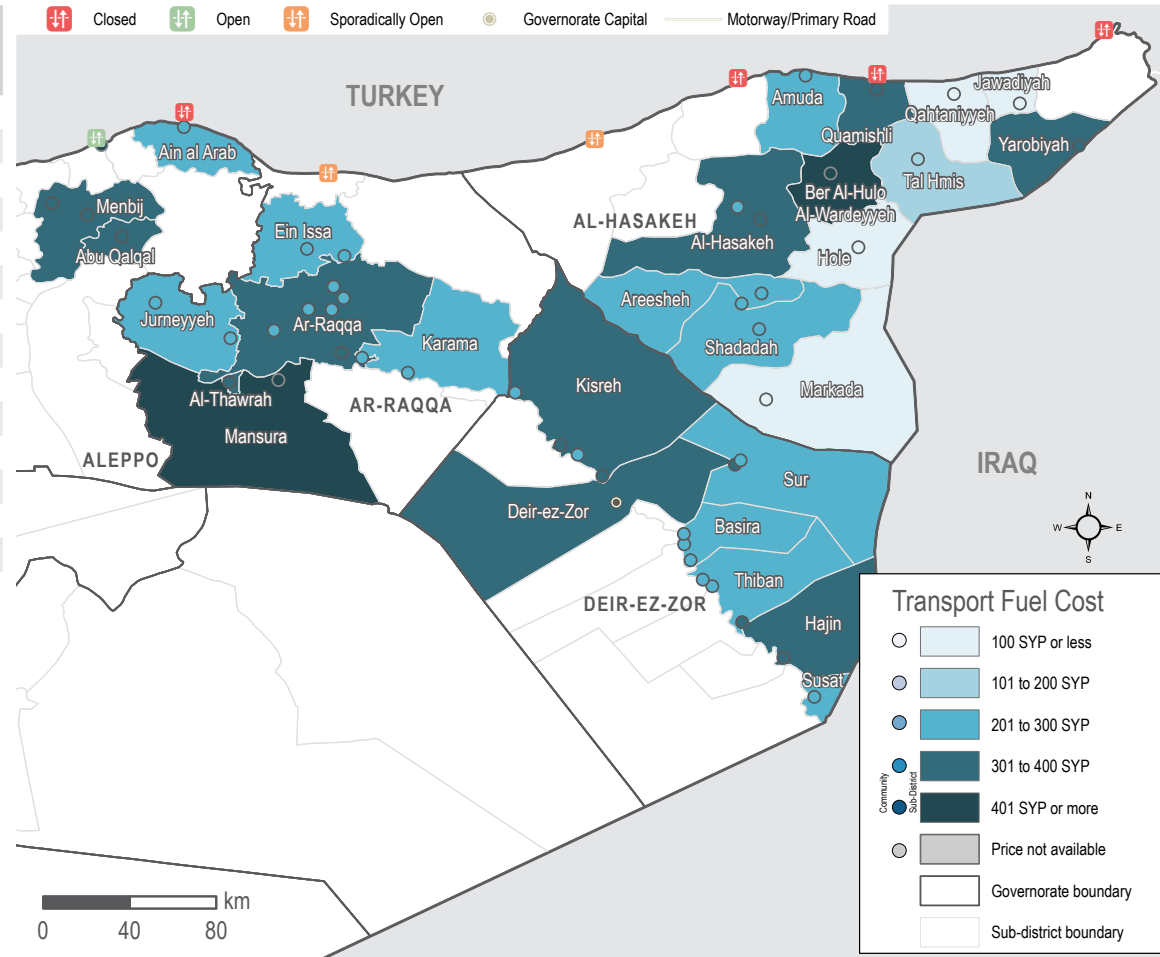 Closed
Open
Sporadically Open
Governorate Capital
Motorway/Primary Road
TURKEY
Ain al Arab
Amuda
Quamishli
Qahtaniyyeh
Jawadiyah
Yarobiyah
Tal Hmis
Ber Al-Hulo
Al-Wardeyyeh
Menbij
Abu Qalqal
Ein Issa
AL-HASAKEH
Al-Hasakeh
Hole
Jurneyyeh
Ar-Raqqa
Karama
Areesheh
Shadadah
Kisreh
Markada
Al-Thawrah
AR-RAQQA
Mansura
ALEPPO
IRAQ
Sur
Deir-ez-Zor
Basira
Thiban
DEIR-EZ-ZOR
Hajin
Susat
N
W
E
S
Transport Fuel Cost
100 SYP or less
101 to 200 SYP
201 to 300 SYP
301 to 400 SYP
401 SYP or more
Community
Sub-District
Price not available
Governorate boundary
Sub-district boundary
km
0 40 80